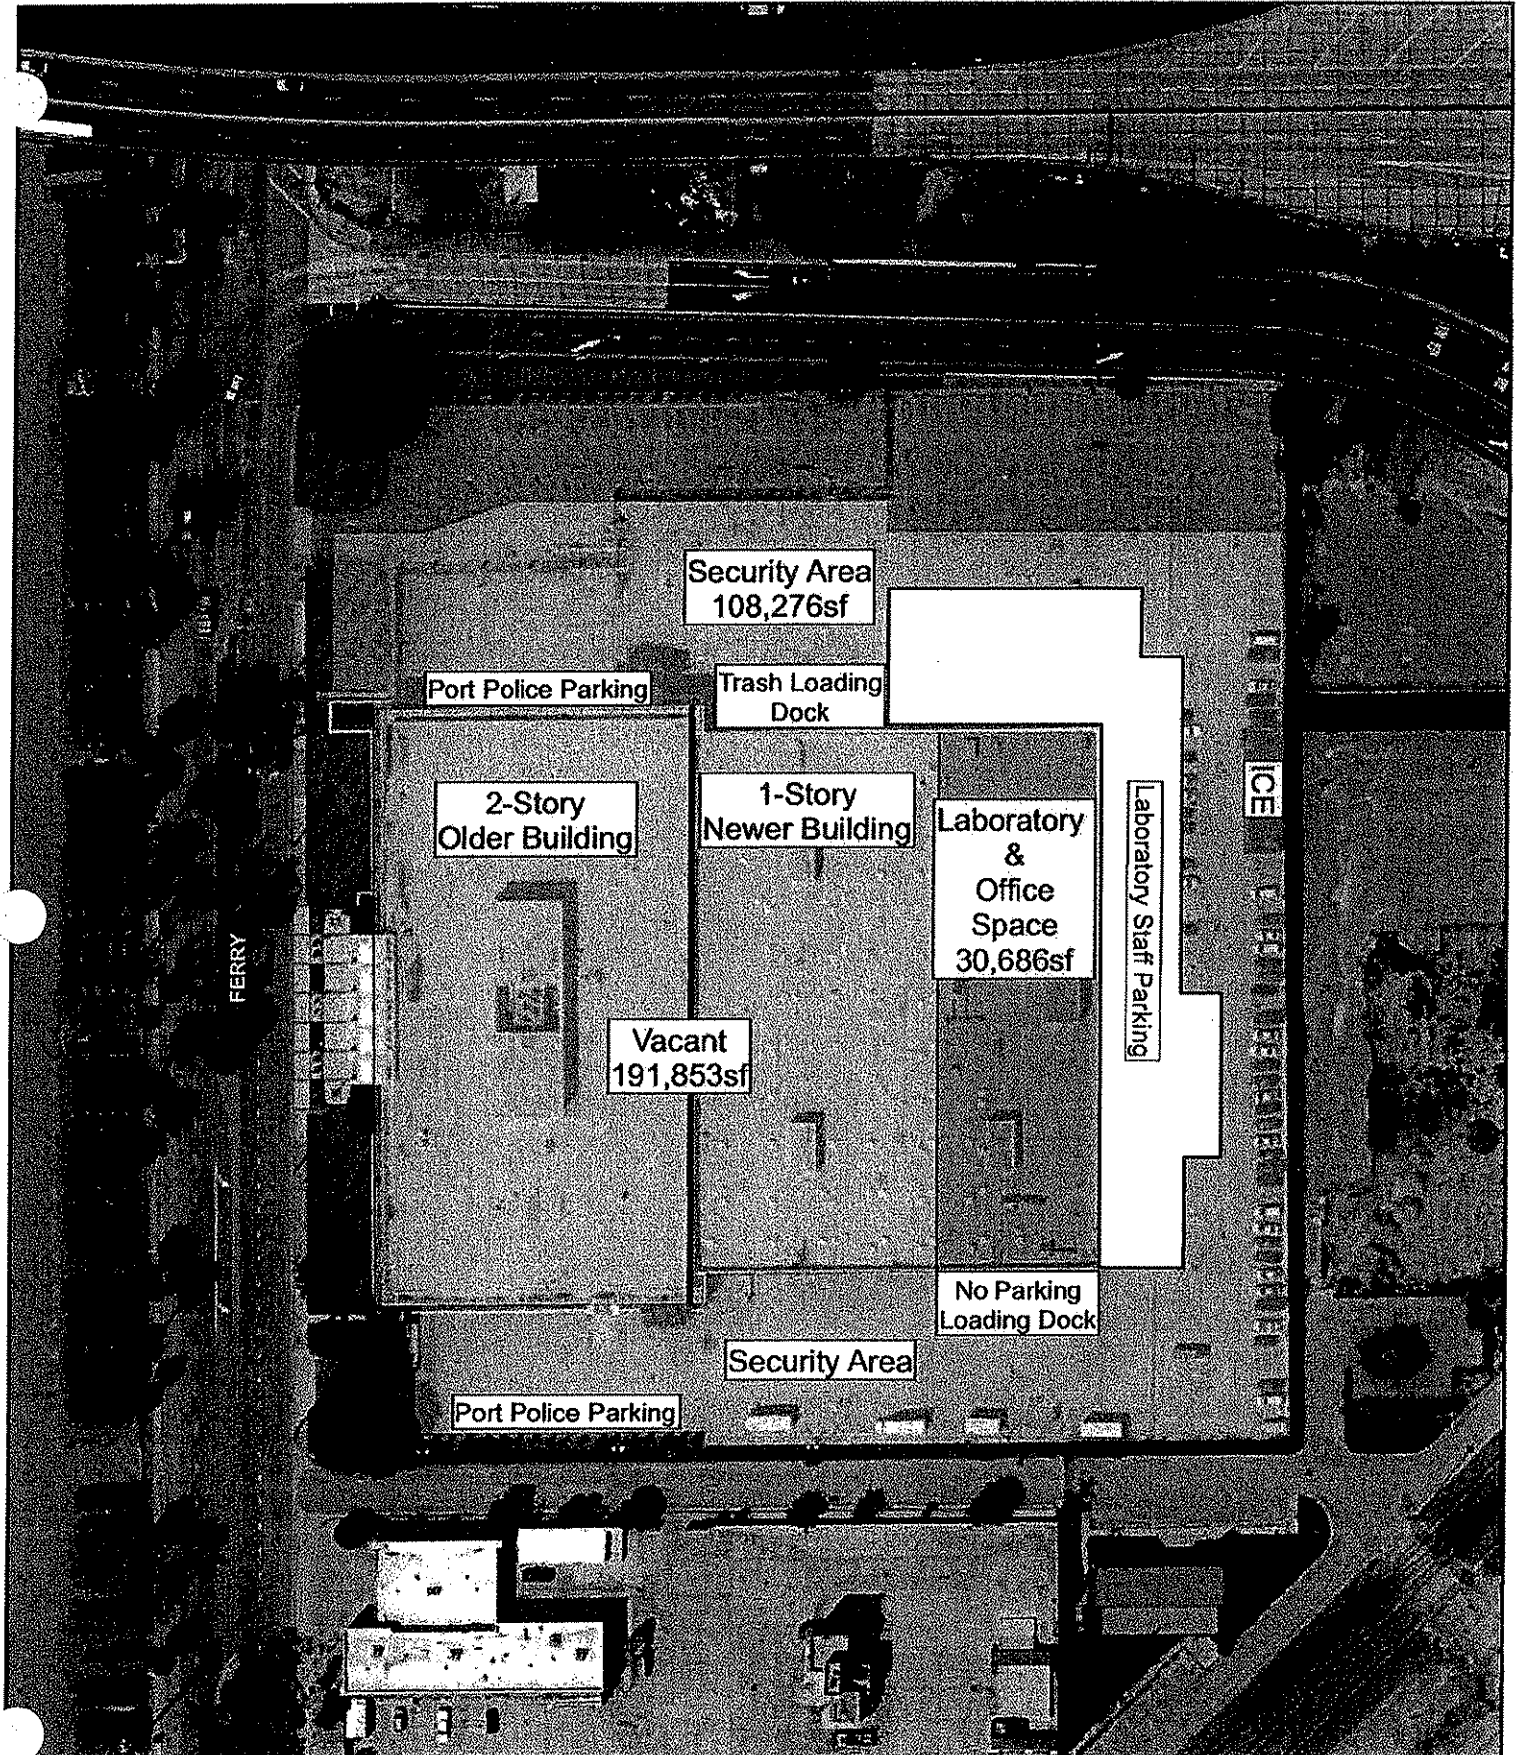 Security Area
108,276sf
Port Police Parking
Trash Loading
Dock
2-Story
Older Building
1-Story
Newer Building
Laboratory
&
Office
Space
30,686sf
Laboratory Staff Parking
ICE
FERRY
Vacant
191,853sf
No Parking
Loading Dock
Security Area
Port Police Parking